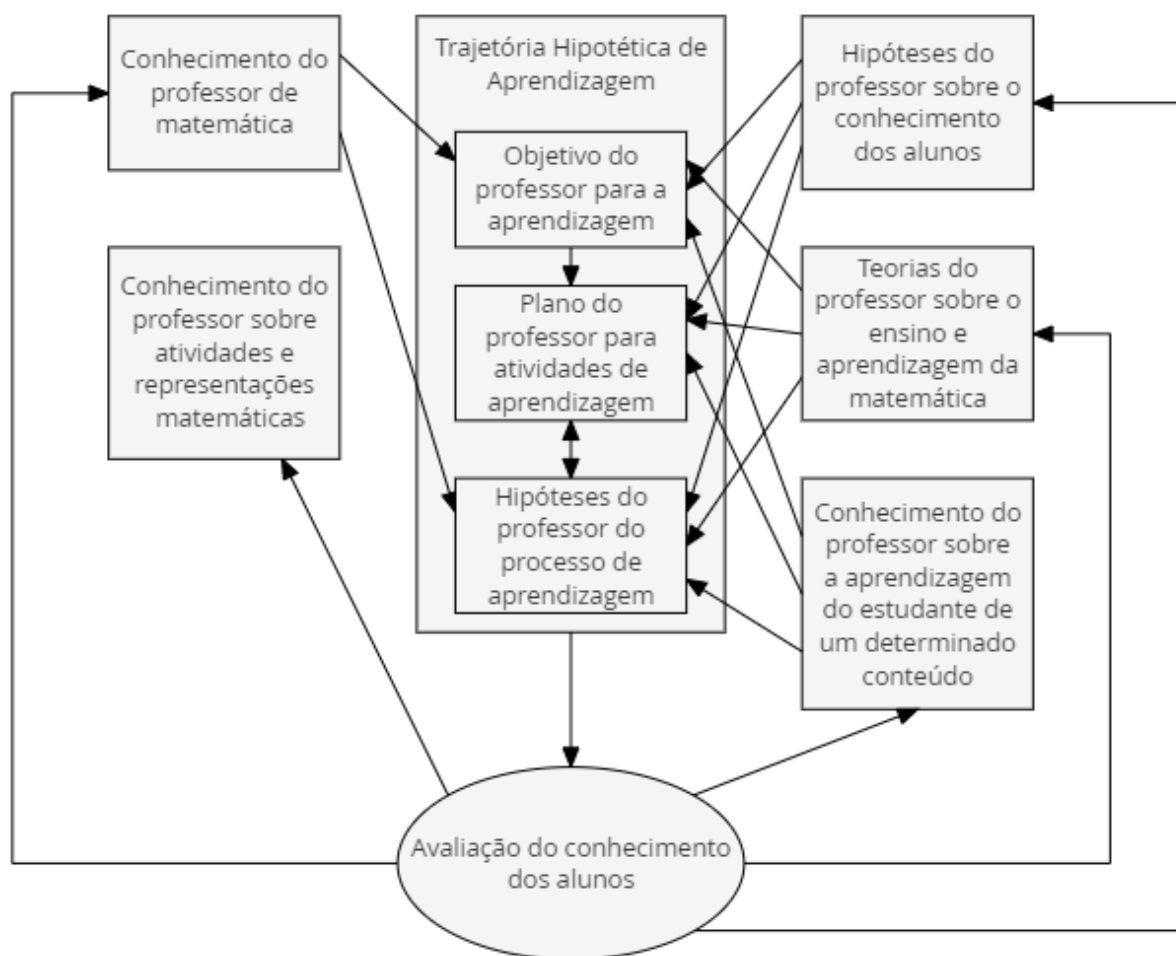 Conhecimento do
professor de
matemática
Trajetória Hipotética de
Aprendizagem
Hipóteses do
professor sobre o
conhecimento
dos alunos
Objetivo do
professor para a
aprendizagem
Conhecimento do
professor sobre
atividades e
representações
matemáticas
Plano do
professor para
atividades de
aprendizagem
Teorias do
professor sobre o
ensino e
aprendizagem da
matemática
Hipóteses do
professor do
processo de
aprendizagem
Conhecimento do
professor sobre
a aprendizagem
do estudante de
um determinado
conteúdo
Avaliação do conhecimento
dos alunos